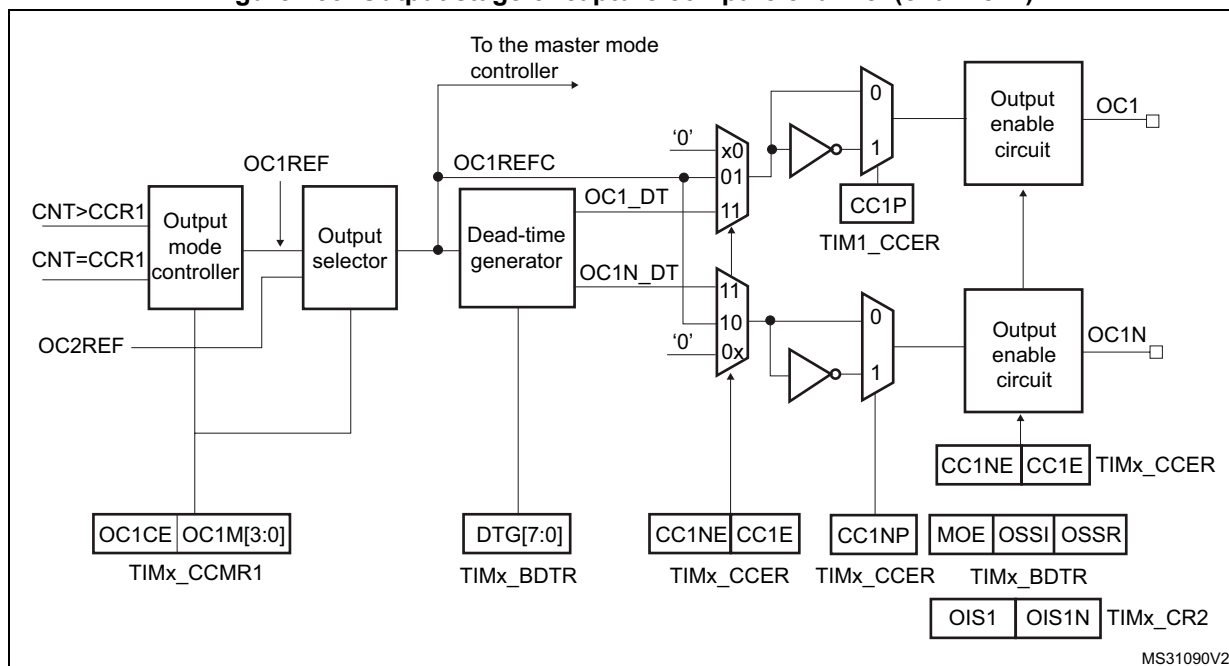 To the master mode
controller
OC1REF
OC1REFC
'0'
x0
01
11
0
1
CC1P
TIM1_CCER
Output
enable
circuit
OC1
CNT>CCR1
CNT=CCR1
Output
mode
controller
Output
selector
Dead-time
generator
OC1_DT
OC1N_DT
11
10
0x
'0'
0
1
Output
enable
circuit
OC1N
OC2REF
CC1NE CC1E TIMx_CCER
OC1CE OC1M[3:0]
TIMx_CCMR1
DTG[7:0]
TIMx_BDTR
CC1NE CC1E
TIMx_CCER
CC1NP
TIMx_CCER
MOE OSSI OSSR
TIMx_BDTR
OIS1 OIS1N TIMx_CR2
MS31090V2